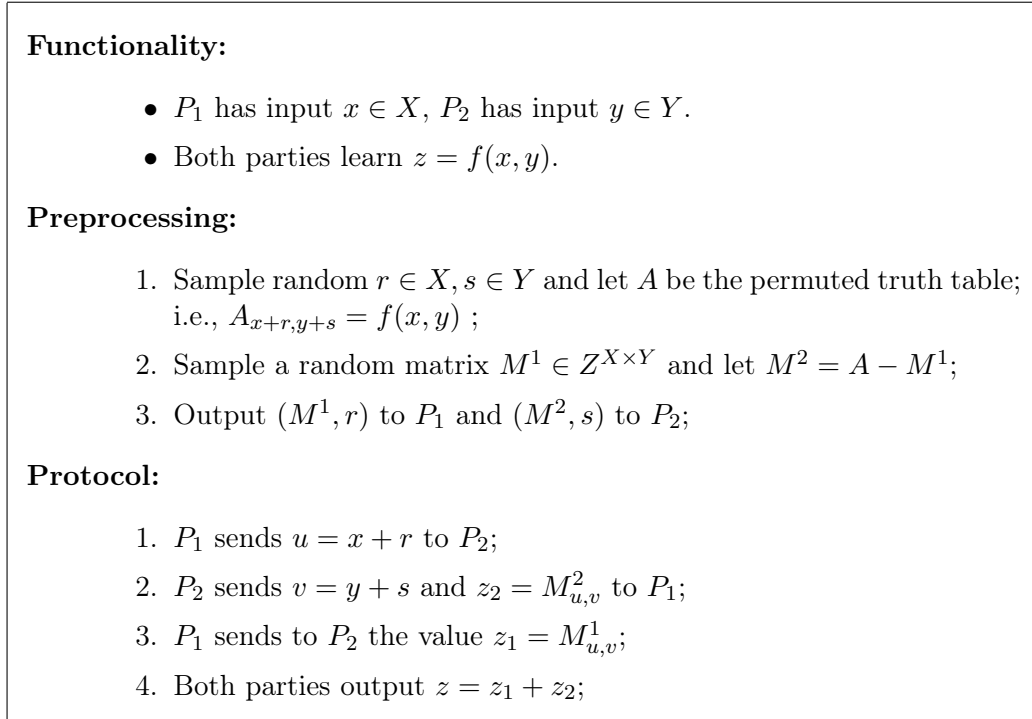 Functionality:
• P₁ has input x ∈ X, P₂ has input y ∈ Y.
• Both parties learn z = f(x, y).
Preprocessing:
1. Sample random r ∈ X, s ∈ Y and let A be the permuted truth table;
i.e., A_{x+r,y+s} = f(x, y) ;
2. Sample a random matrix M¹ ∈ Z^{X×Y} and let M² = A − M¹;
3. Output (M¹, r) to P₁ and (M², s) to P₂;
Protocol:
1. P₁ sends u = x + r to P₂;
2. P₂ sends v = y + s and z₂ = M²_{u,v} to P₁;
3. P₁ sends to P₂ the value z₁ = M¹_{u,v};
4. Both parties output z = z₁ + z₂;